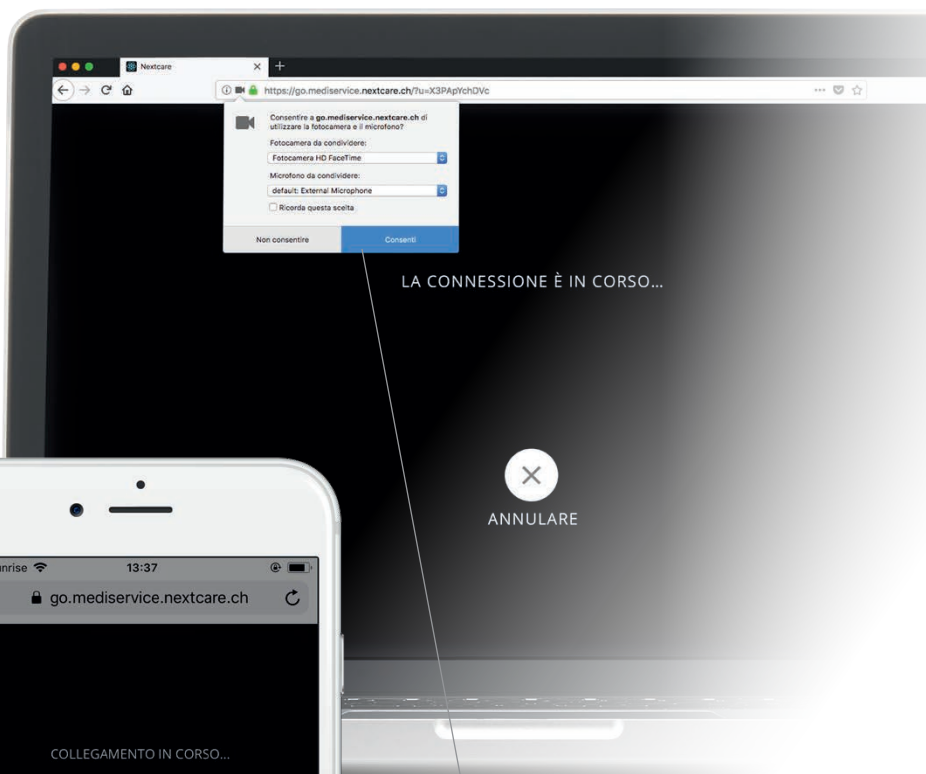 Nextcare
https://go.mediservice.nextcare.ch/?u=X3PApYchDVc
Consentire a go.mediservice.nextcare.ch di
utilizzare la fotocamera e il microfono?
Fotocamera da condividere:
Fotocamera HD FaceTime
Microfono da condividere:
default: External Microphone
Ricorda questa scelta
Non consentire
Consenti
LA CONNESSIONE È IN CORSO...
ANNULARE
13:37
go.mediservice.nextcare.ch
COLLEGAMENTO IN CORSO...